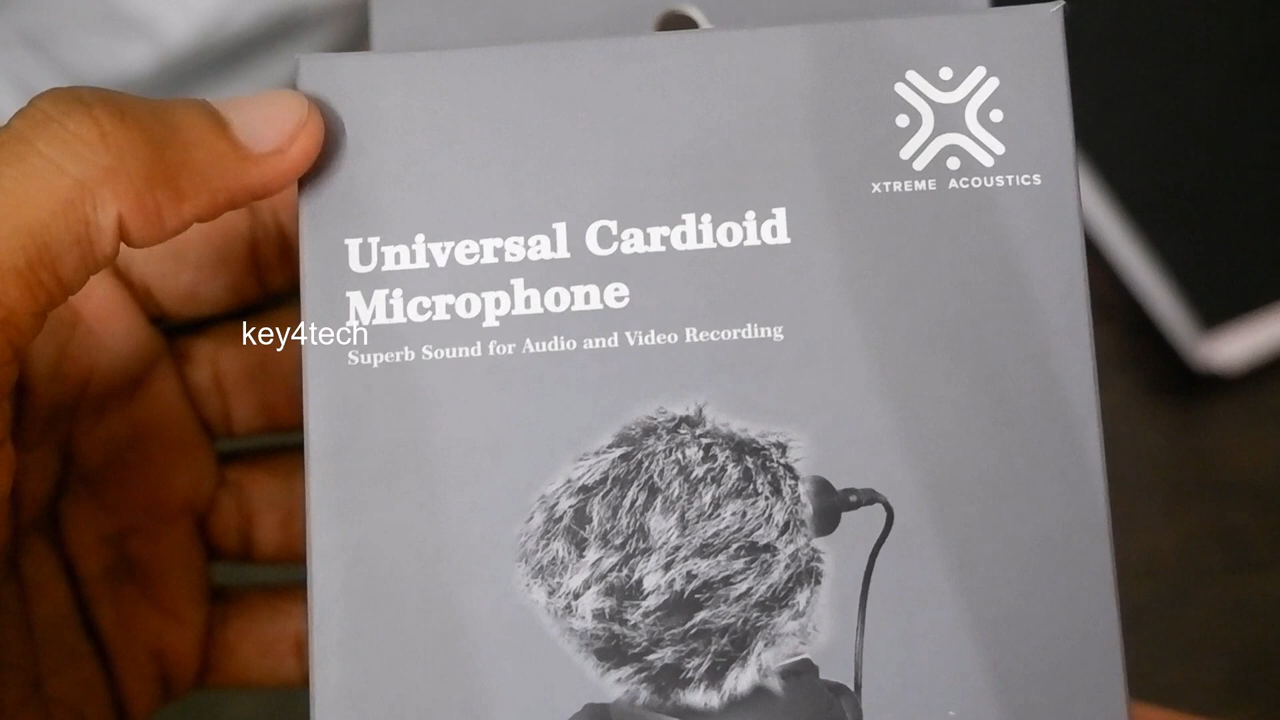 XTREME ACOUSTICS
Universal Cardioid
Microphone
key4tech
Superb Sound for Audio and Video Recording